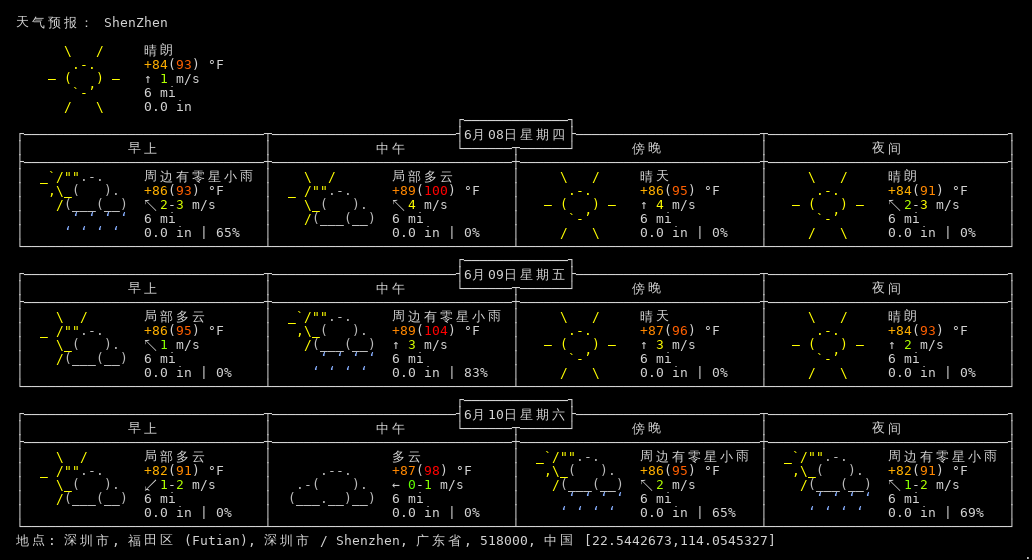 天气预报： ShenZhen
晴朗
+84(93) °F
↑ 1 m/s
6 mi
0.0 in
6月08日星期四
早上 中午 傍晚 夜间
周边有零星小雨 局部多云 晴天 晴朗
+86(93) °F +89(100) °F +86(95) °F +84(91) °F
↖ 2-3 m/s ↖ 4 m/s ↑ 4 m/s ↖ 2-3 m/s
6 mi 6 mi 6 mi 6 mi
0.0 in | 65% 0.0 in | 0% 0.0 in | 0% 0.0 in | 0%
6月09日星期五
早上 中午 傍晚 夜间
局部多云 周边有零星小雨 晴天 晴朗
+86(95) °F +89(104) °F +87(96) °F +84(93) °F
↖ 1 m/s ↑ 3 m/s ↑ 3 m/s ↑ 2 m/s
6 mi 6 mi 6 mi 6 mi
0.0 in | 0% 0.0 in | 83% 0.0 in | 0% 0.0 in | 0%
6月10日星期六
早上 中午 傍晚 夜间
局部多云 多云 周边有零星小雨 周边有零星小雨
+82(91) °F +87(98) °F +86(95) °F +82(91) °F
↙ 1-2 m/s ← 0-1 m/s ↖ 2 m/s ↖ 1-2 m/s
6 mi 6 mi 6 mi 6 mi
0.0 in | 0% 0.0 in | 0% 0.0 in | 65% 0.0 in | 69%
地点: 深圳市, 福田区 (Futian), 深圳市 / Shenzhen, 广东省, 518000, 中国 [22.5442673,114.0545327]